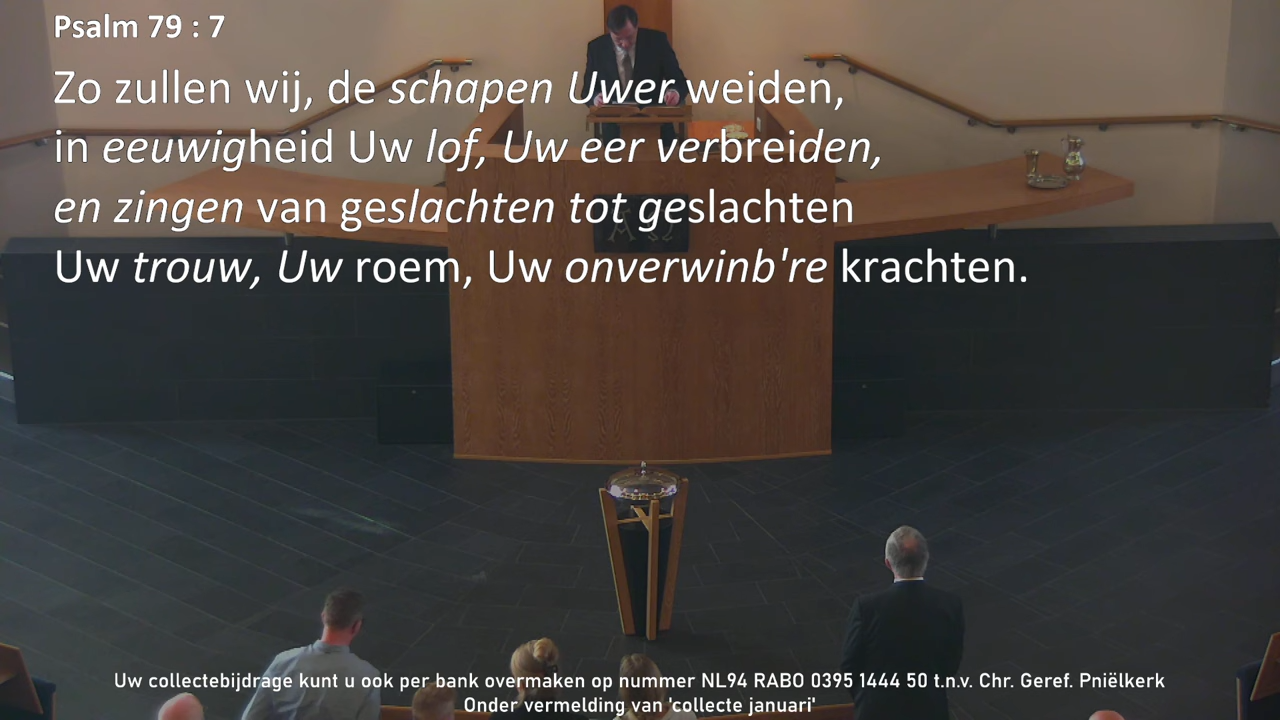 Psalm 79 : 7
Zo zullen wij, de schapen Uwer weiden,
in eeuwigheid Uw lof, Uw eer verbreiden,
en zingen van geslachten tot geslachten
Uw trouw, Uw roem, Uw onverwinb're krachten.
Uw collectebijdrage kunt u ook per bank overmaken op nummer NL94 RABO 0395 1444 50 t.n.v. Chr. Geref. Pniëlkerk
Onder vermelding van 'collecte januari'